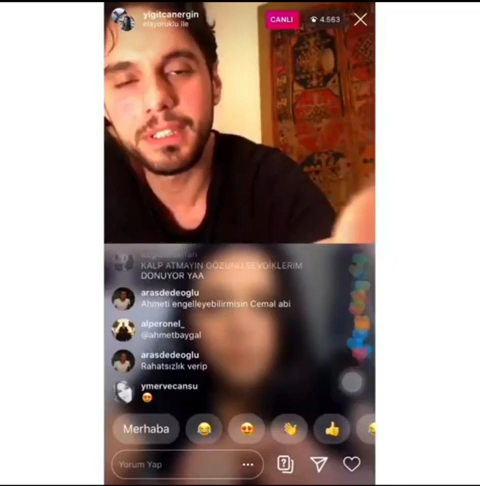 yigitcanergin
elayoruklu ile
CANLI
4.563
KALP ATMAYIN GÖZÜNÜ SEVDİKLERİM
DONUYOR YAA
arasdedeoglu
Ahmeti engelleyebilirmisin Cemal abi
alperonel_
@ahmetbaygal
arasdedeoglu
Rahatsızlık verip
ymervecansu
Merhaba
Yorum Yap